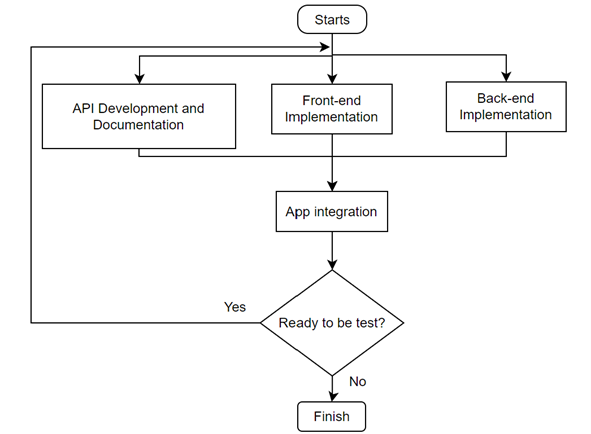 Starts
API Development and
Documentation
Front-end
Implementation
Back-end
Implementation
App integration
Yes
Ready to be test?
No
Finish